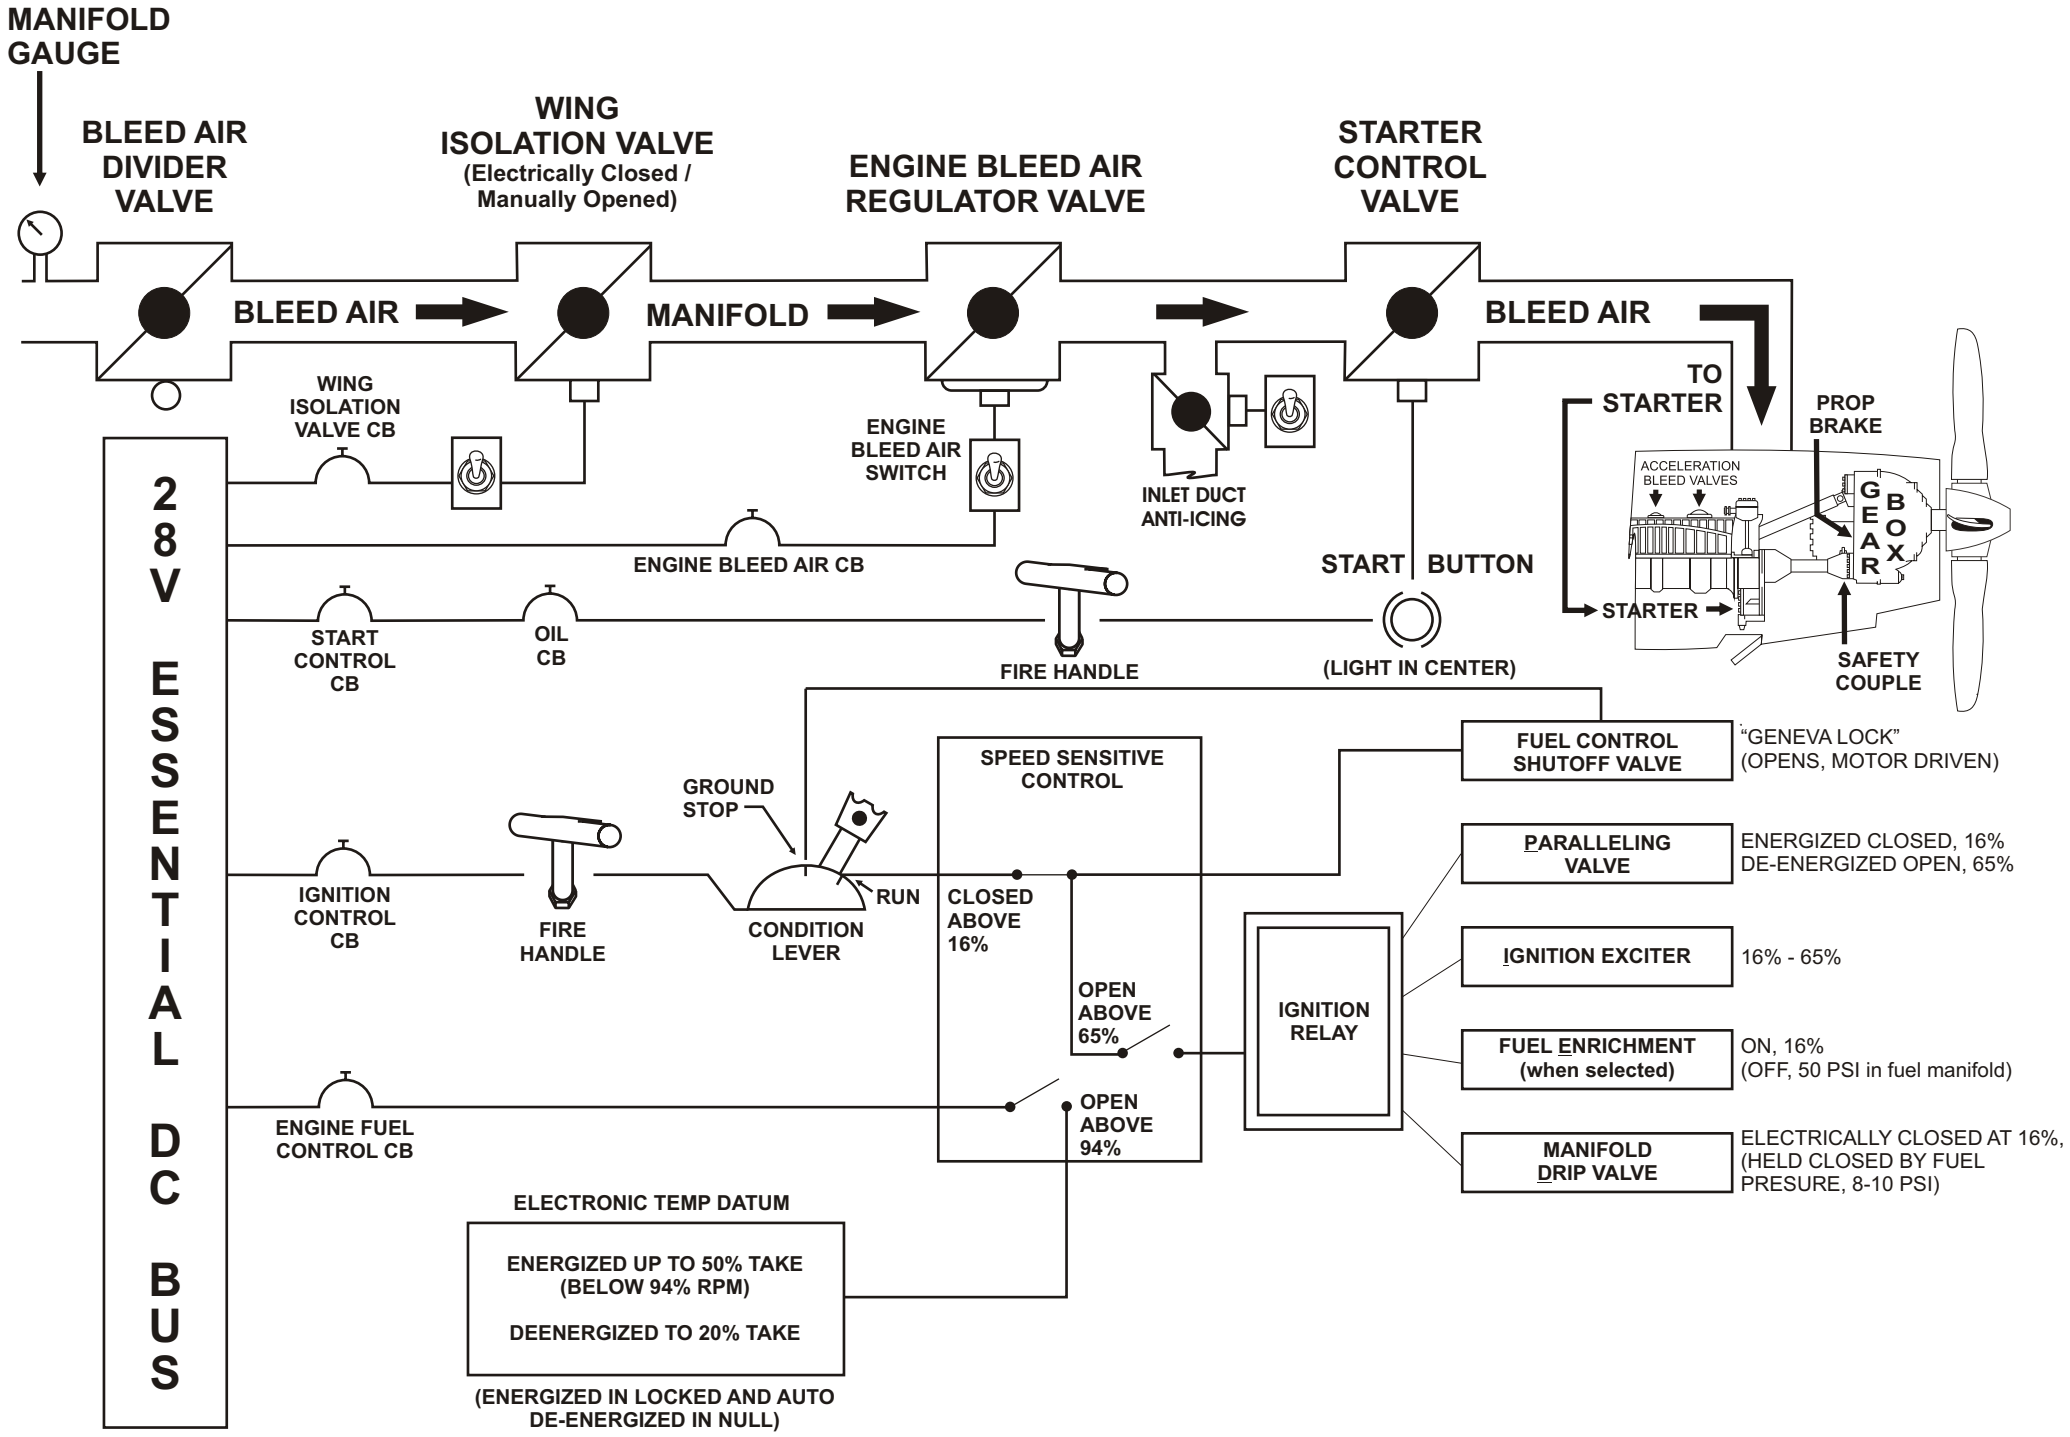 MANIFOLD
GAUGE
BLEED AIR
DIVIDER
VALVE
WING
ISOLATION VALVE
(Electrically Closed /
Manually Opened)
ENGINE BLEED AIR
REGULATOR VALVE
STARTER
CONTROL
VALVE
BLEED AIR
MANIFOLD
BLEED AIR
TO
STARTER
PROP
BRAKE
ACCELERATION
BLEED VALVES
GEAR
BOX
STARTER
SAFETY
COUPLE
WING
ISOLATION
VALVE CB
ENGINE
BLEED AIR
SWITCH
INLET DUCT
ANTI-ICING
ENGINE BLEED AIR CB
START BUTTON
(LIGHT IN CENTER)
START
CONTROL
CB
OIL
CB
FIRE HANDLE
28V ESSENTIAL DC BUS
GROUND
STOP
SPEED SENSITIVE
CONTROL
FUEL CONTROL
SHUTOFF VALVE
“GENEVA LOCK”
(OPENS, MOTOR DRIVEN)
IGNITION
CONTROL
CB
FIRE
HANDLE
CONDITION
LEVER
RUN
CLOSED
ABOVE
16%
PARALLELING
VALVE
ENERGIZED CLOSED, 16%
DE-ENERGIZED OPEN, 65%
IGNITION EXCITER
16% - 65%
OPEN
ABOVE
65%
IGNITION
RELAY
FUEL ENRICHMENT
(when selected)
ON, 16%
(OFF, 50 PSI in fuel manifold)
ENGINE FUEL
CONTROL CB
OPEN
ABOVE
94%
MANIFOLD
DRIP VALVE
ELECTRICALLY CLOSED AT 16%,
(HELD CLOSED BY FUEL
PRESURE, 8-10 PSI)
ELECTRONIC TEMP DATUM
ENERGIZED UP TO 50% TAKE
(BELOW 94% RPM)
DEENERGIZED TO 20% TAKE
(ENERGIZED IN LOCKED AND AUTO
DE-ENERGIZED IN NULL)